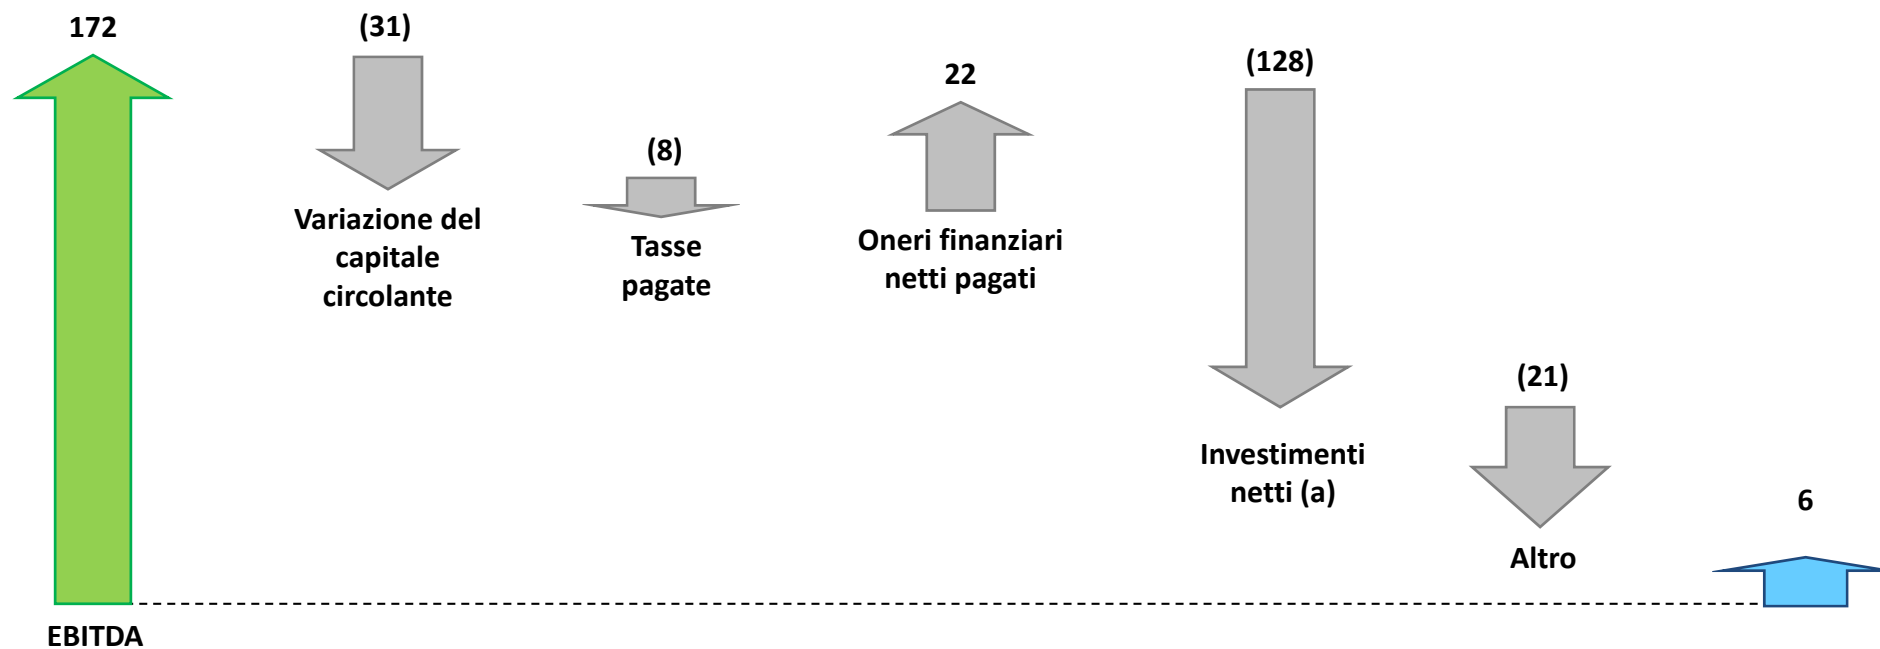 172
EBITDA
(31)
Variazione del
capitale
circolante
(8)
Tasse
pagate
22
Oneri finanziari
netti pagati
(128)
Investimenti
netti (a)
(21)
Altro
6